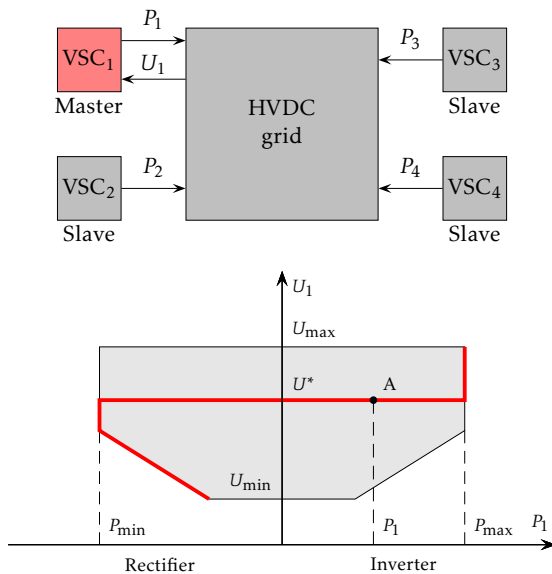 P₁
P₃
VSC₁
U₁
VSC₃
Master
HVDC
grid
Slave
P₂
P₄
VSC₂
VSC₄
Slave
Slave
U₁
Uₘₐₓ
U*
A
Uₘᵢₙ
Pₘᵢₙ
P₁
Pₘₐₓ
P₁
Rectifier
Inverter